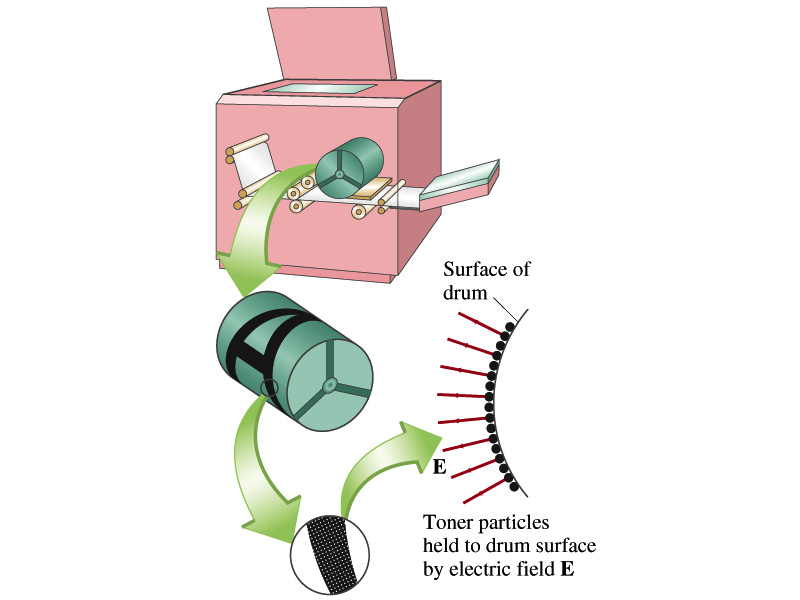 Surface of
drum
E
Toner particles
held to drum surface
by electric field E